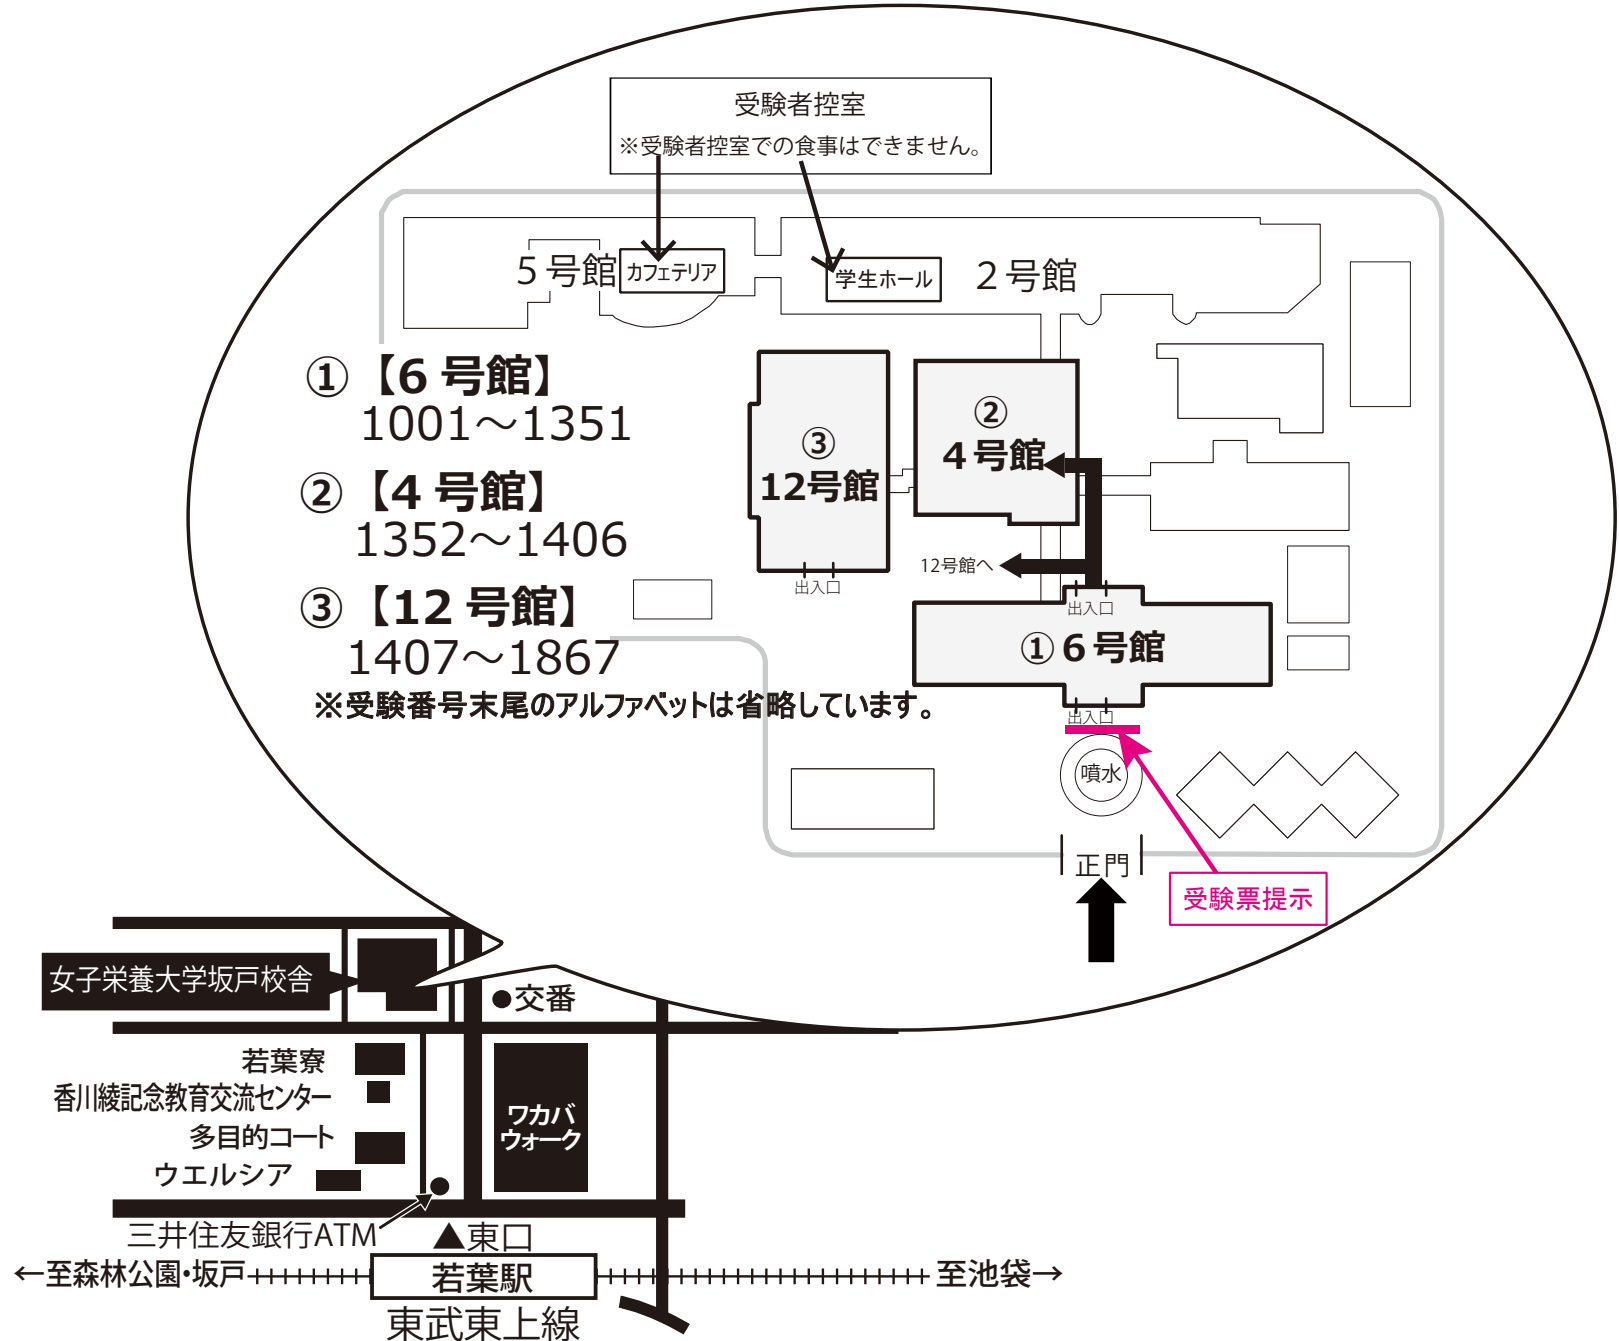 受験者控室
※受験者控室での食事はできません。
５号館
カフェテリア
学生ホール
２号館
①【6 号館】
1001～1351
②【4 号館】
1352～1406
③【12 号館】
1407～1867
※受験番号末尾のアルファベットは省略しています。
③
12号館
②
４号館
12号館へ
出入口
出入口
①６号館
出入口
噴水
正門
受験票提示
女子栄養大学坂戸校舎
●交番
若葉寮
香川綾記念教育交流センター
多目的コート
ウエルシア
ワカバ
ウォーク
三井住友銀行ATM
▲東口
←至森林公園・坂戸
若葉駅
至池袋→
東武東上線